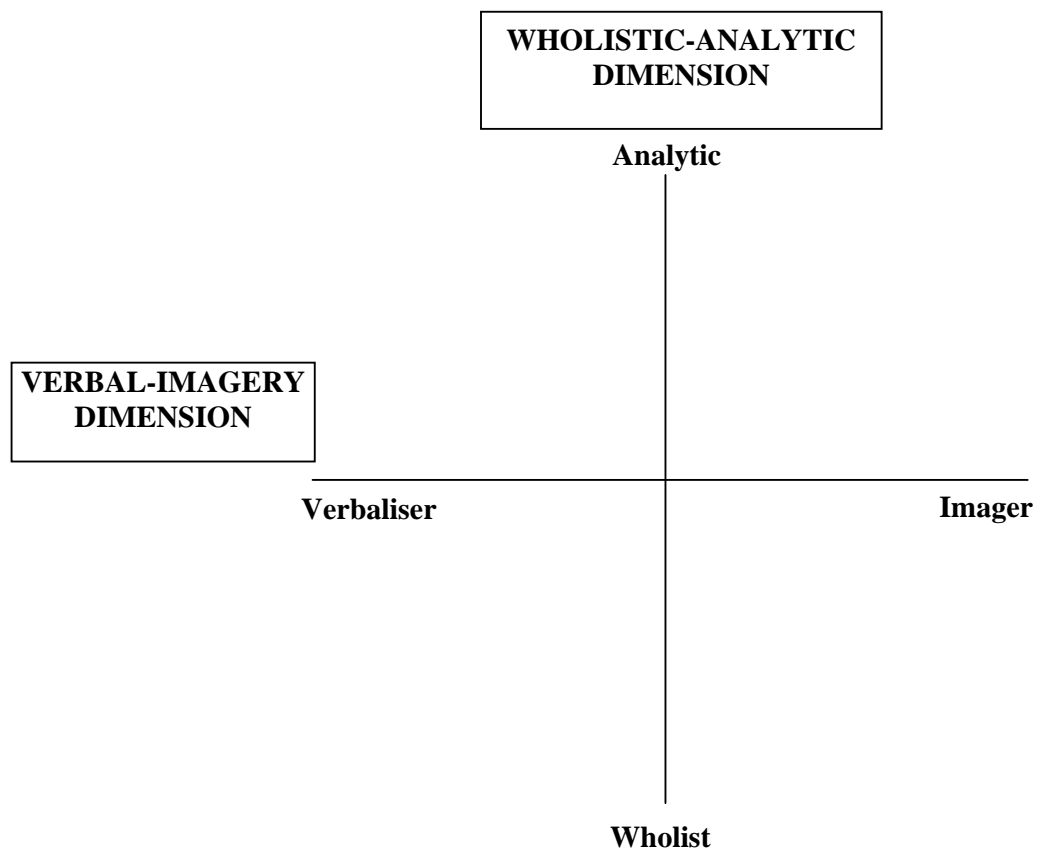 WHOLISTIC-ANALYTIC
DIMENSION
Analytic
VERBAL-IMAGERY
DIMENSION
Verbaliser
Imager
Wholist